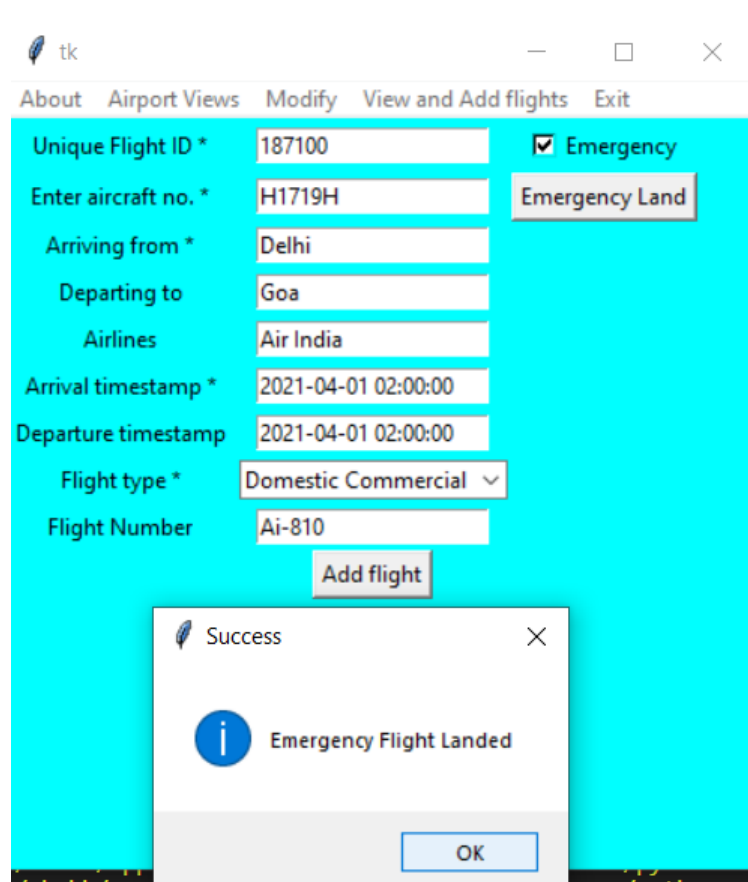 tk
About Airport Views Modify View and Add flights Exit
Unique Flight ID * 187100 Emergency
Enter aircraft no. * H1719H Emergency Land
Arriving from * Delhi
Departing to Goa
Airlines Air India
Arrival timestamp * 2021-04-01 02:00:00
Departure timestamp 2021-04-01 02:00:00
Flight type * Domestic Commercial
Flight Number Ai-810
Add flight
Success
Emergency Flight Landed
OK